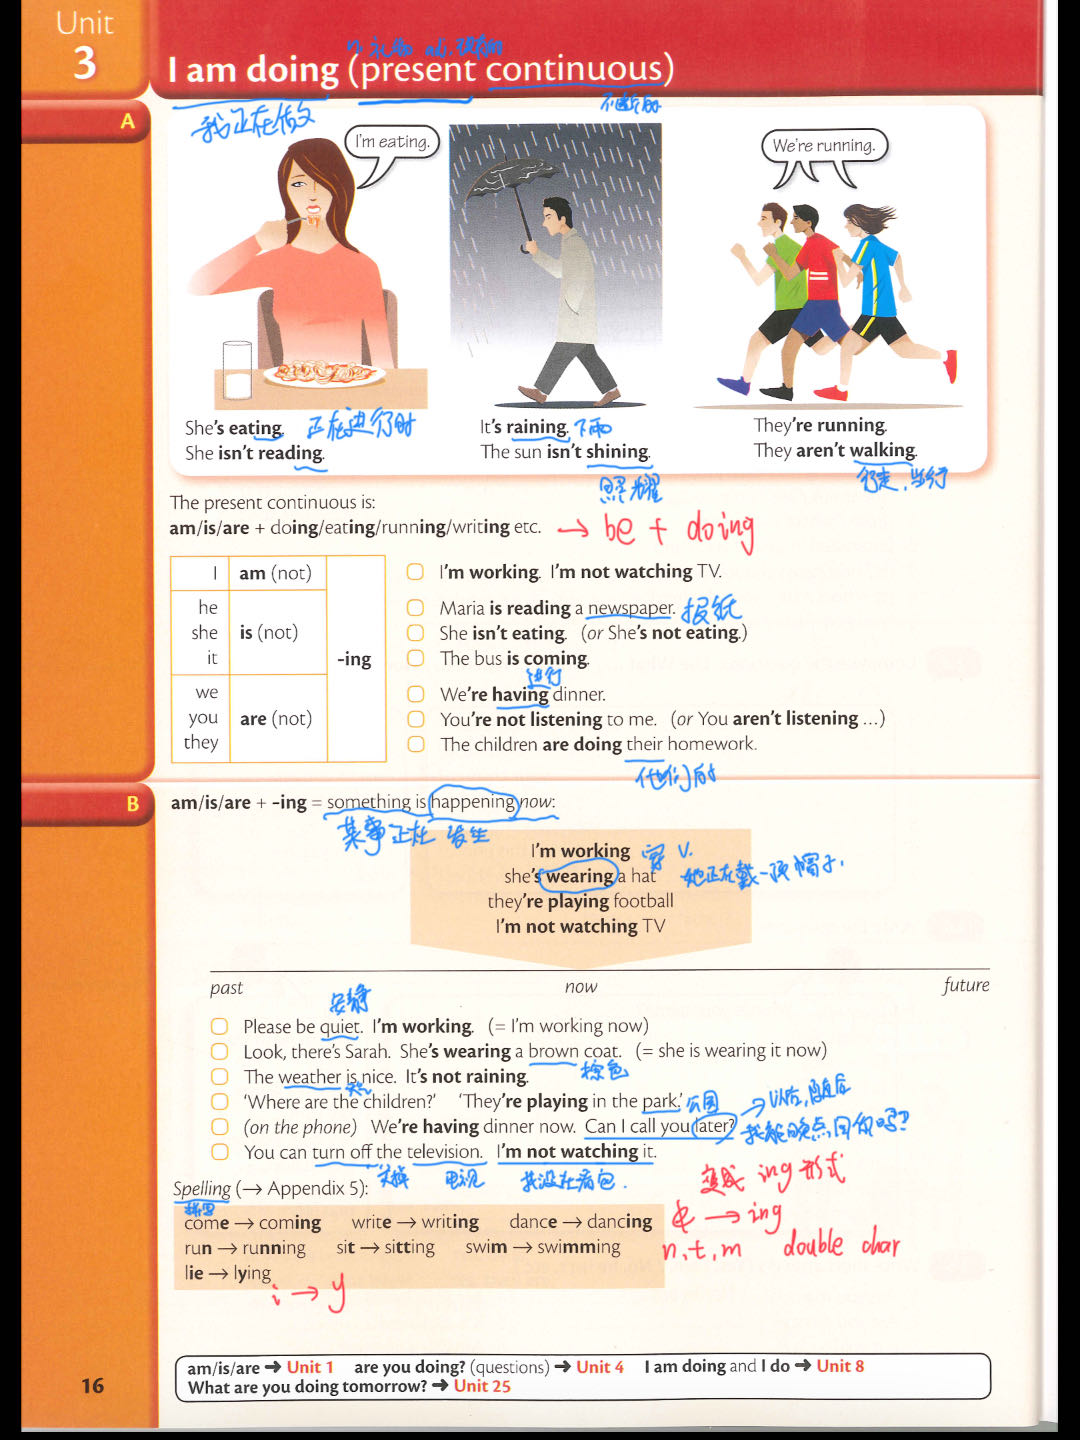 Unit
3
n. 礼物 adj. 现在的
I am doing (present continuous)
我正在做
不断的
A
I'm eating.
We're running.
She's eating. 正在进行时
She isn't reading.
It's raining. 下雨
The sun isn't shining.
照耀
They're running.
They aren't walking.
行走, 步行
The present continuous is:
am/is/are + doing/eating/running/writing etc. → be + doing
I am (not)
he
she is (not)
it
we
you are (not)
they
-ing
I'm working. I'm not watching TV.
Maria is reading a newspaper. 报纸
She isn't eating. (or She's not eating.)
The bus is coming.
进行
We're having dinner.
You're not listening to me. (or You aren't listening …)
The children are doing their homework.
他们的
B
am/is/are + -ing = something is happening now:
某事正在 发生
I'm working
穿 v.
she's wearing a hat 她正在戴一顶帽子.
they're playing football
I'm not watching TV
past now future
安静
Please be quiet. I'm working. (= I'm working now)
Look, there's Sarah. She's wearing a brown coat. (= she is wearing it now)
棕色
The weather is nice. It's not raining.
天气
'Where are the children?' 'They're playing in the park.' 公园
→ 以后, 随后
(on the phone) We're having dinner now. Can I call you later? 我能晚点回你吗?
You can turn off the television. I'm not watching it.
关掉 电视 我没在看它.
Spelling (→ Appendix 5):
拼写
变成 ing 形式
come → coming write → writing dance → dancing
e → ing
run → running sit → sitting swim → swimming
n, t, m double char
lie → lying
i → y
am/is/are → Unit 1 are you doing? (questions) → Unit 4 I am doing and I do → Unit 8
What are you doing tomorrow? → Unit 25
16